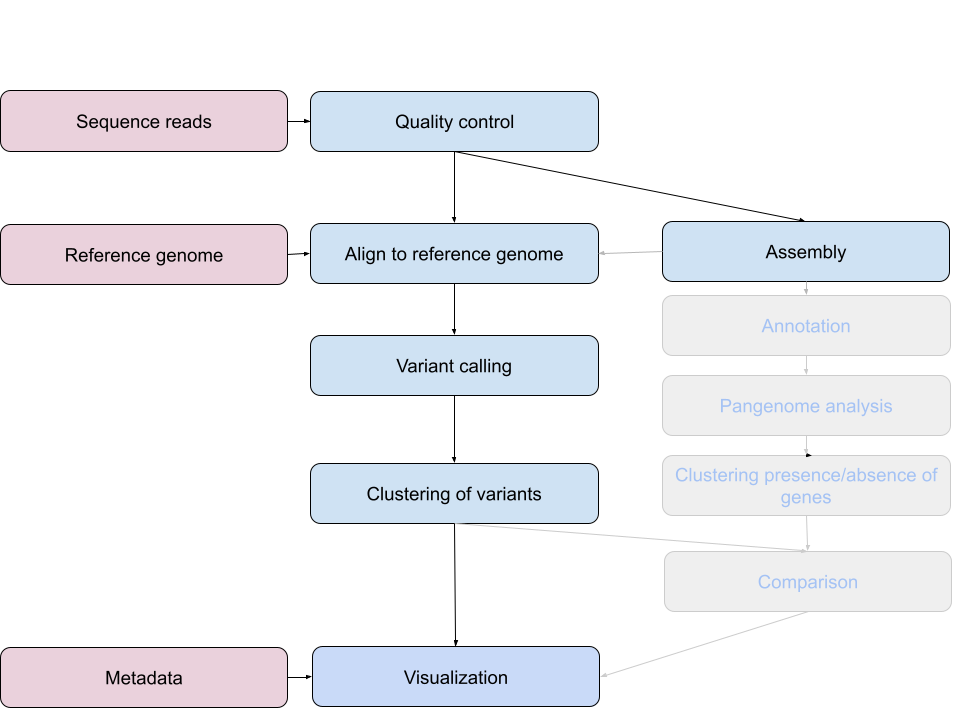 Sequence reads
Quality control
Reference genome
Align to reference genome
Assembly
Annotation
Variant calling
Pangenome analysis
Clustering of variants
Clustering presence/absence of
genes
Comparison
Metadata
Visualization